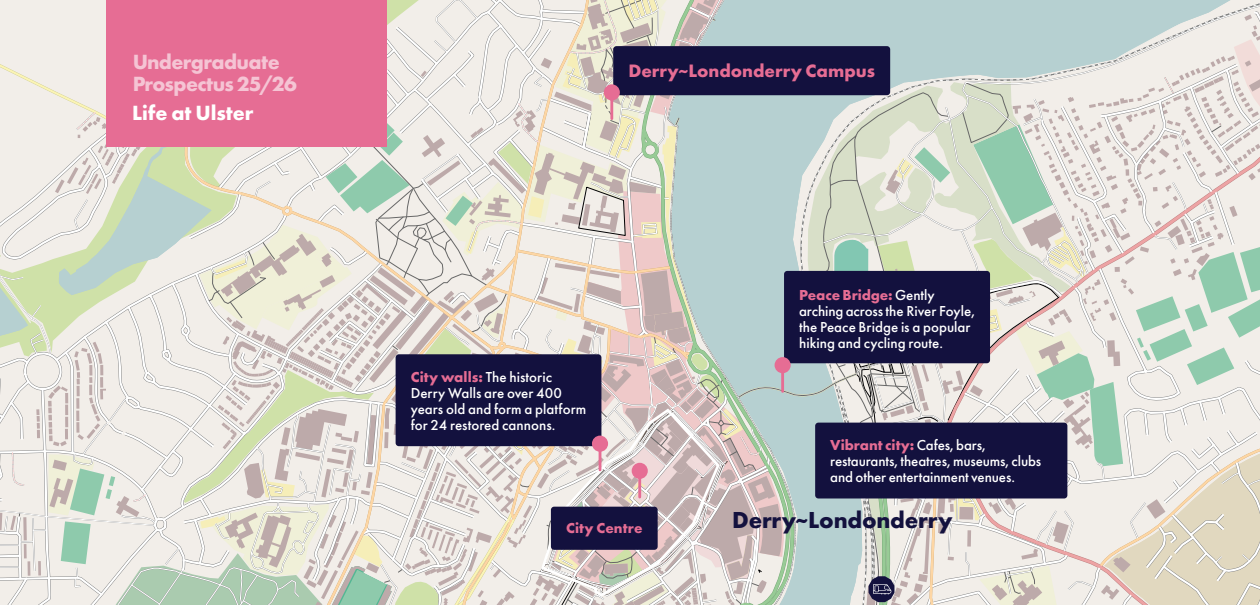 Undergraduate
Prospectus 25/26
Life at Ulster
Derry~Londonderry Campus
Peace Bridge: Gently
arching across the River Foyle,
the Peace Bridge is a popular
hiking and cycling route.
City walls: The historic
Derry Walls are over 400
years old and form a platform
for 24 restored cannons.
Vibrant city: Cafes, bars,
restaurants, theatres, museums, clubs
and other entertainment venues.
City Centre
Derry~Londonderry